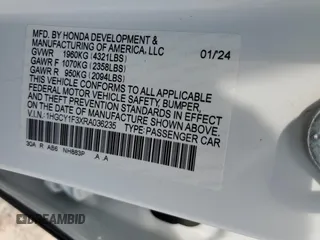 MFD. BY HONDA DEVELOPMENT &
MANUFACTURING OF AMERICA, LLC
GVWR 1960KG (4321LBS) 01/24
GAWR F 1070KG (2358LBS)
GAWR R 950KG (2094LBS)
THIS VEHICLE CONFORMS TO ALL APPLICABLE
FEDERAL MOTOR VEHICLE SAFETY, BUMPER,
AND THEFT PREVENTION STANDARDS IN EFFECT
ON THE DATE OF MANUFACTURE SHOWN ABOVE.
V.I.N.: 1HGCY1F3XRA036235
TYPE PASSENGER CAR
30A R AB6 NH883P A .A
DREAMBID